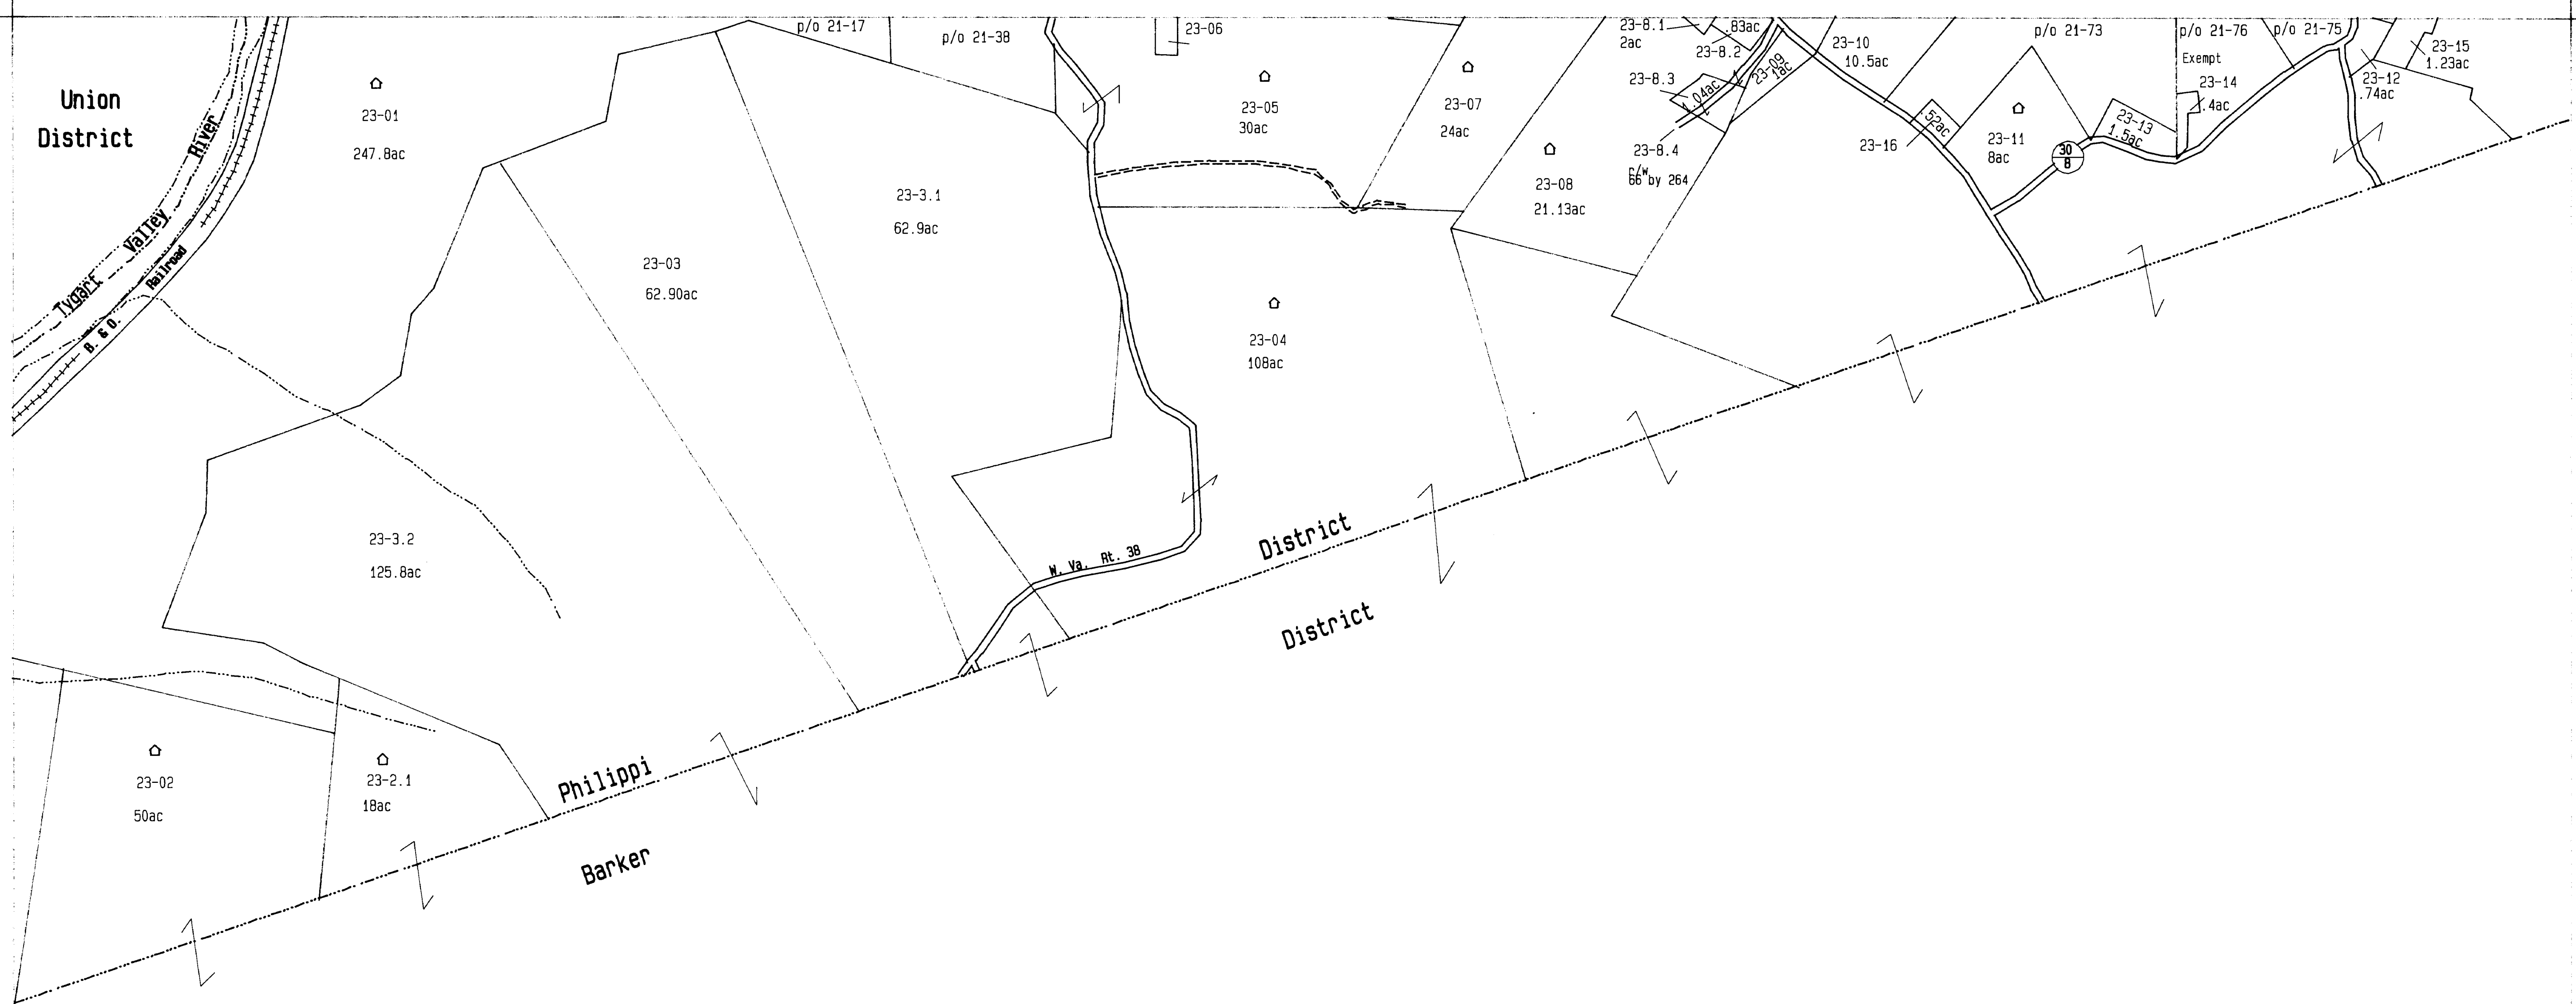 p/o 21-17
p/o 21-38
23-06
23-8.1
2ac
.83ac
23-8.2
23-10
10.5ac
p/o 21-73
p/o 21-76
Exempt
p/o 21-75
23-15
1.23ac
23-12
.74ac
23-14
.4ac
Union
District
River
Valley
Tygart
Railroad
B. & O.
23-01
247.8ac
23-05
30ac
23-07
24ac
23-8.3
1.04ac
23-09
1ac
23-8.4
r/w
66 by 264
23-08
21.13ac
.52ac
23-16
23-11
8ac
30
8
23-13
1.5ac
23-3.1
62.9ac
23-03
62.90ac
23-04
108ac
23-3.2
125.8ac
W. Va. Rt. 38
23-02
50ac
23-2.1
18ac
Philippi District
Barker District